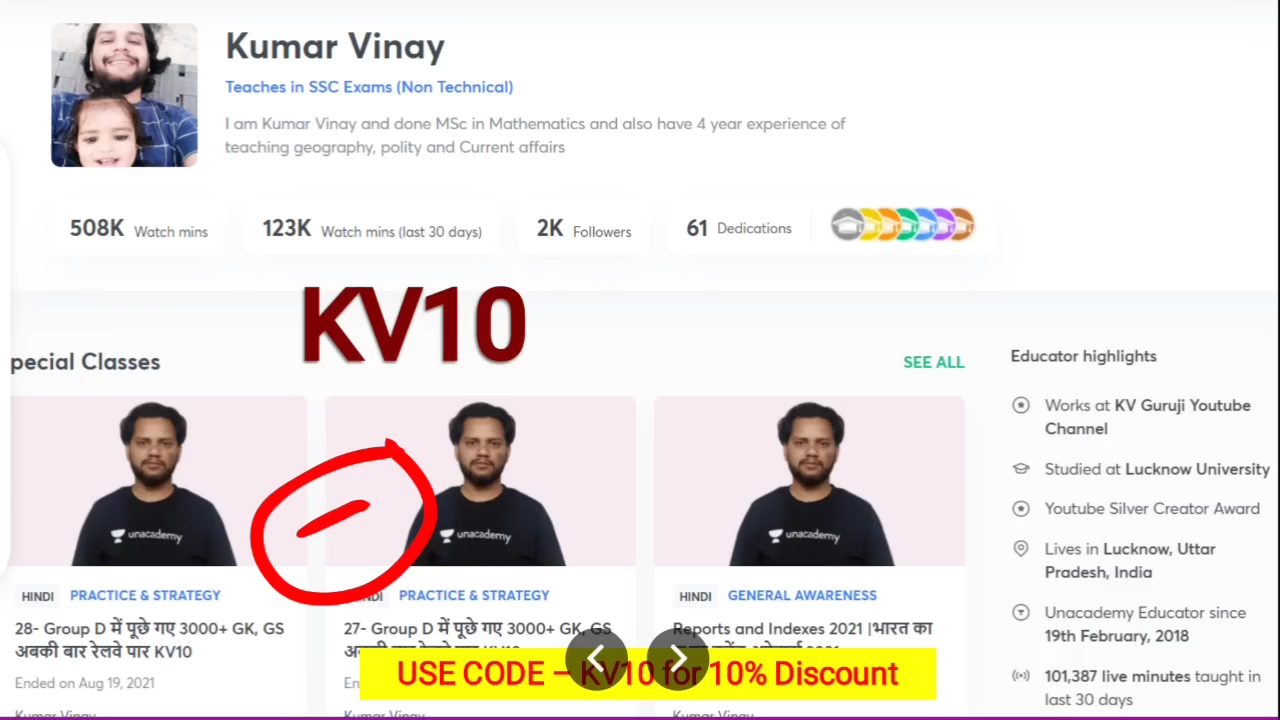 Kumar Vinay
Teaches in SSC Exams (Non Technical)
I am Kumar Vinay and done MSc in Mathematics and also have 4 year experience of
teaching geography, polity and Current affairs
508K Watch mins
123K Watch mins (last 30 days)
2K Followers
61 Dedications
KV10
pecial Classes
SEE ALL
unacademy
HINDI PRACTICE & STRATEGY
28- Group D में पूछे गए 3000+ GK, GS
अबकी बार रेलवे पार KV10
Ended on Aug 19, 2021
Kumar Vinay
unacademy
PRACTICE & STRATEGY
27- Group D में पूछे गए 3000+ GK, GS
Kumar Vinay
unacademy
HINDI GENERAL AWARENESS
Reports and Indexes 2021 |भारत का
Kumar Vinay
USE CODE – KV10 for 10% Discount
Educator highlights
Works at KV Guruji Youtube
Channel
Studied at Lucknow University
Youtube Silver Creator Award
Lives in Lucknow, Uttar
Pradesh, India
Unacademy Educator since
19th February, 2018
101,387 live minutes taught in
last 30 days